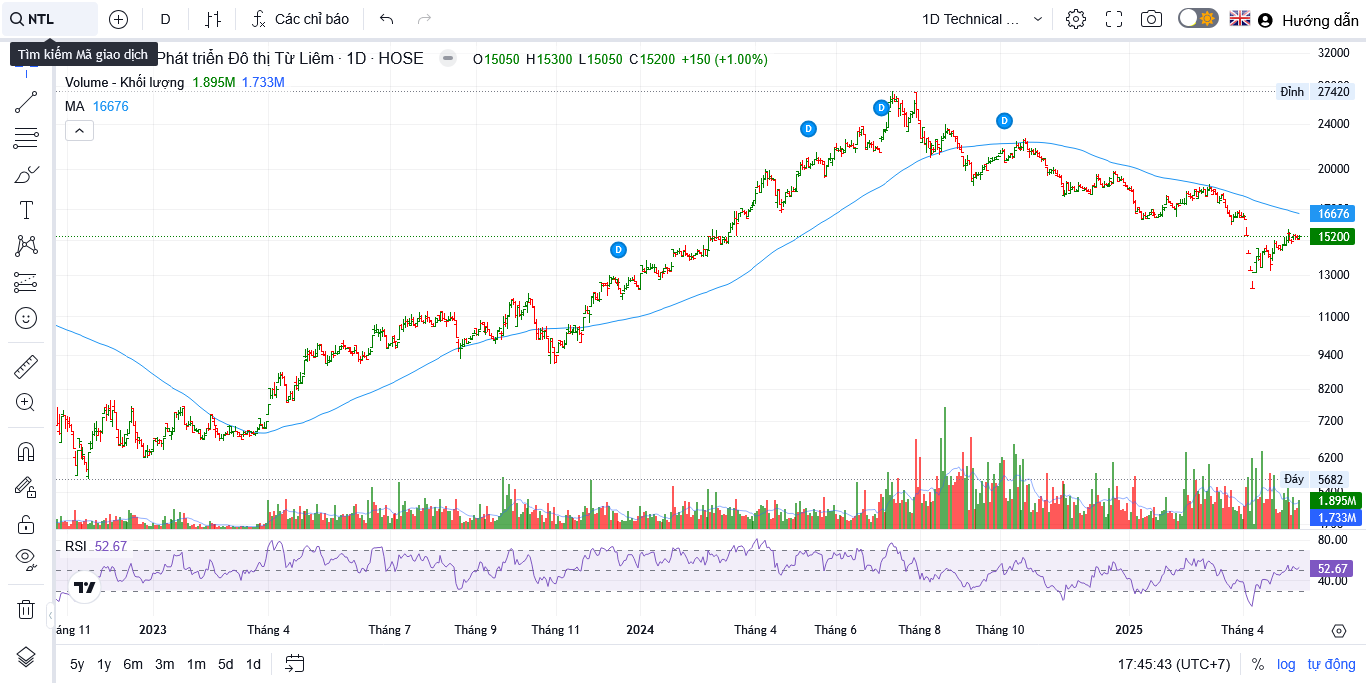 NTL
D
Các chỉ báo
1D Technical ...
Hướng dẫn
Tìm kiếm Mã giao dịch
Phát triển Đô thị Từ Liêm · 1D · HOSE
O15050 H15300 L15050 C15200 +150 (+1.00%)
Volume - Khối lượng 1.895M 1.733M
MA 16676
32000
Đỉnh 27420
24000
20000
16676
15200
13000
11000
9400
8200
7200
6200
Đáy 5682
1.895M
1.733M
D
D
D
D
RSI 52.67
80.00
52.67
40.00
áng 11 2023 Tháng 4 Tháng 7 Tháng 9 Tháng 11 2024 Tháng 4 Tháng 6 Tháng 8 Tháng 10 2025 Tháng 4
5y 1y 6m 3m 1m 5d 1d
17:45:43 (UTC+7) % log tự động